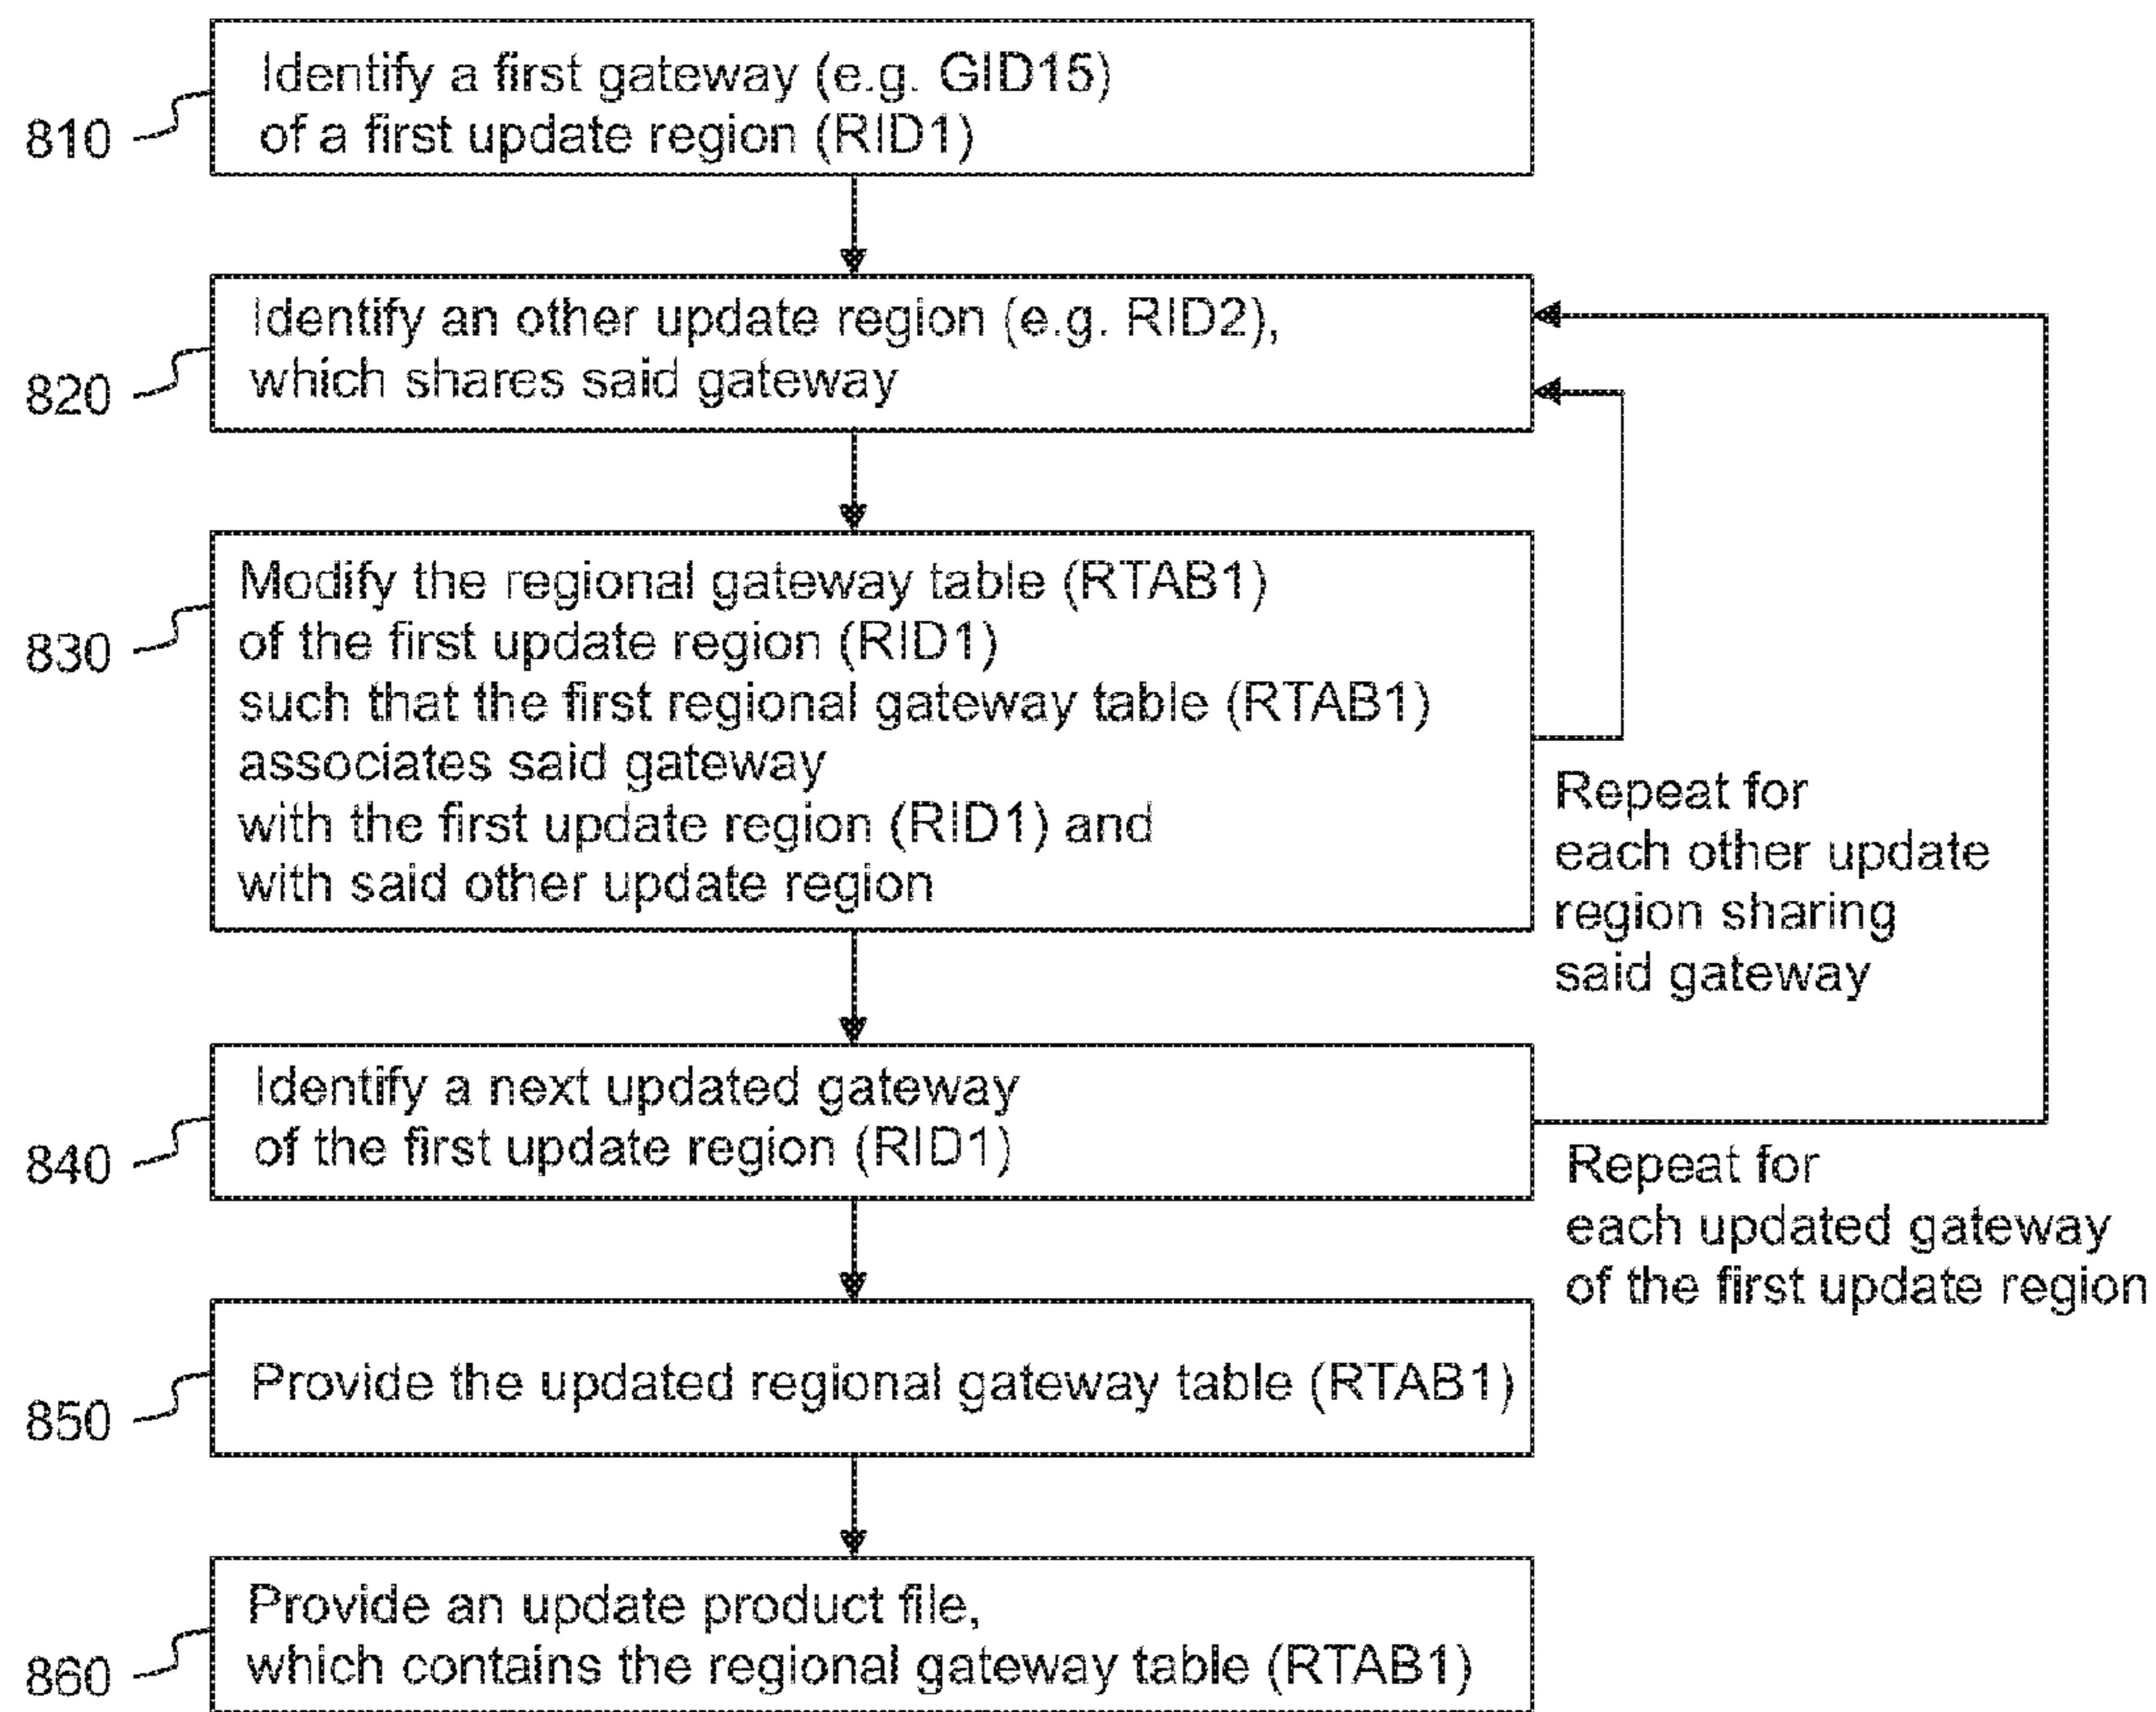 810
Identify a first gateway (e.g. GID15)
of a first update region (RID1)
820
Identify an other update region (e.g. RID2),
which shares said gateway
830
Modify the regional gateway table (RTAB1)
of the first update region (RID1)
such that the first regional gateway table (RTAB1)
associates said gateway
with the first update region (RID1) and
with said other update region
Repeat for
each other update
region sharing
said gateway
840
Identify a next updated gateway
of the first update region (RID1)
Repeat for
each updated gateway
of the first update region
850
Provide the updated regional gateway table (RTAB1)
860
Provide an update product file,
which contains the regional gateway table (RTAB1)